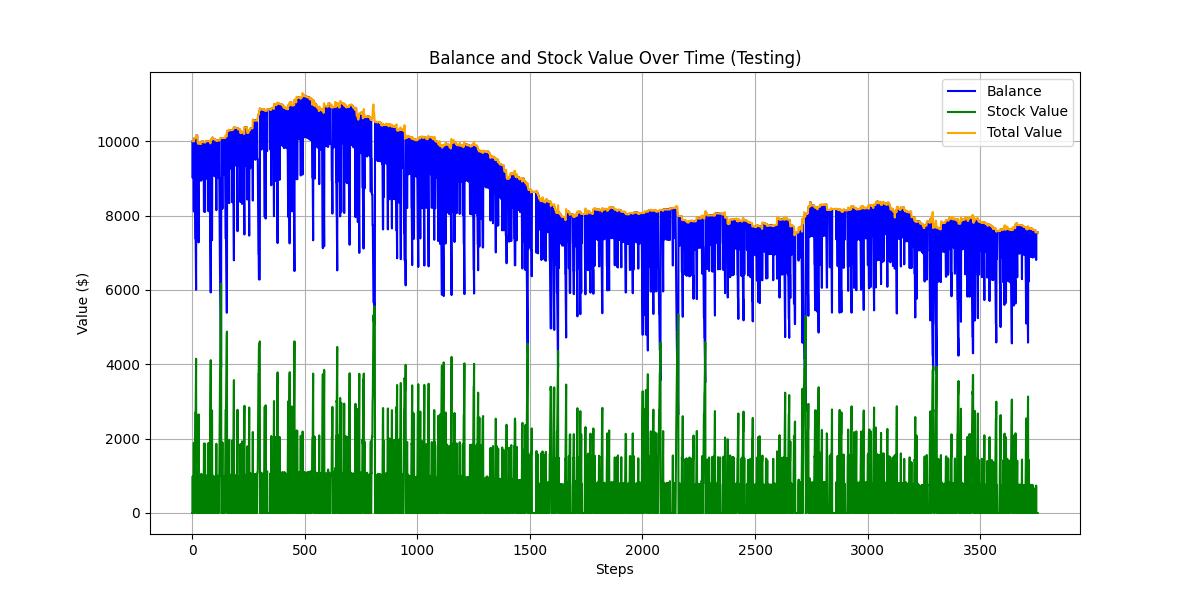 Balance and Stock Value Over Time (Testing)
Balance
Stock Value
Total Value
Value ($)
10000
8000
6000
4000
2000
0
0 500 1000 1500 2000 2500 3000 3500
Steps